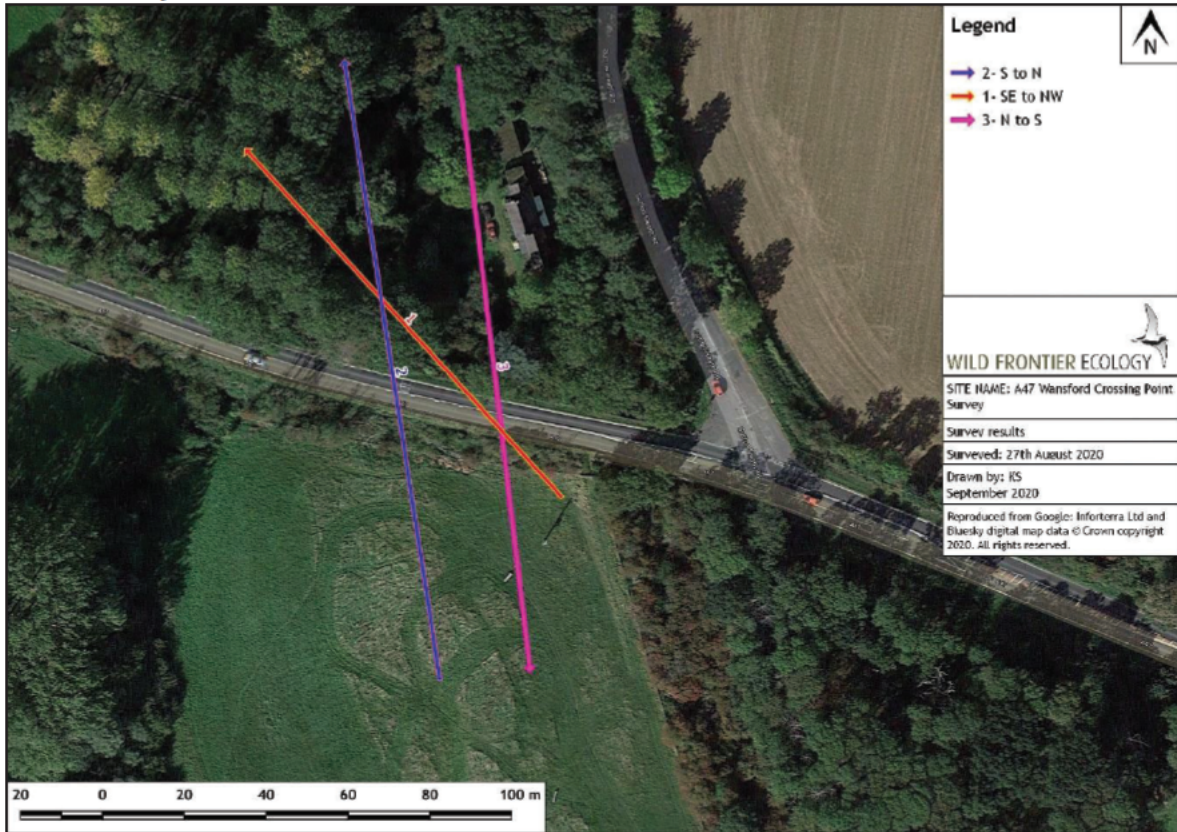 Legend
N
2- S to N
1- SE to NW
3- N to S
1
2
3
WILD FRONTIER ECOLOGY
SITE NAME: A47 Wansford Crossing Point
Survey
Survey results
Surveyed: 27th August 2020
Drawn by: KS
September 2020
Reproduced from Google: Inforterra Ltd and
Bluesky digital map data © Crown copyright
2020. All rights reserved.
20 0 20 40 60 80 100 m